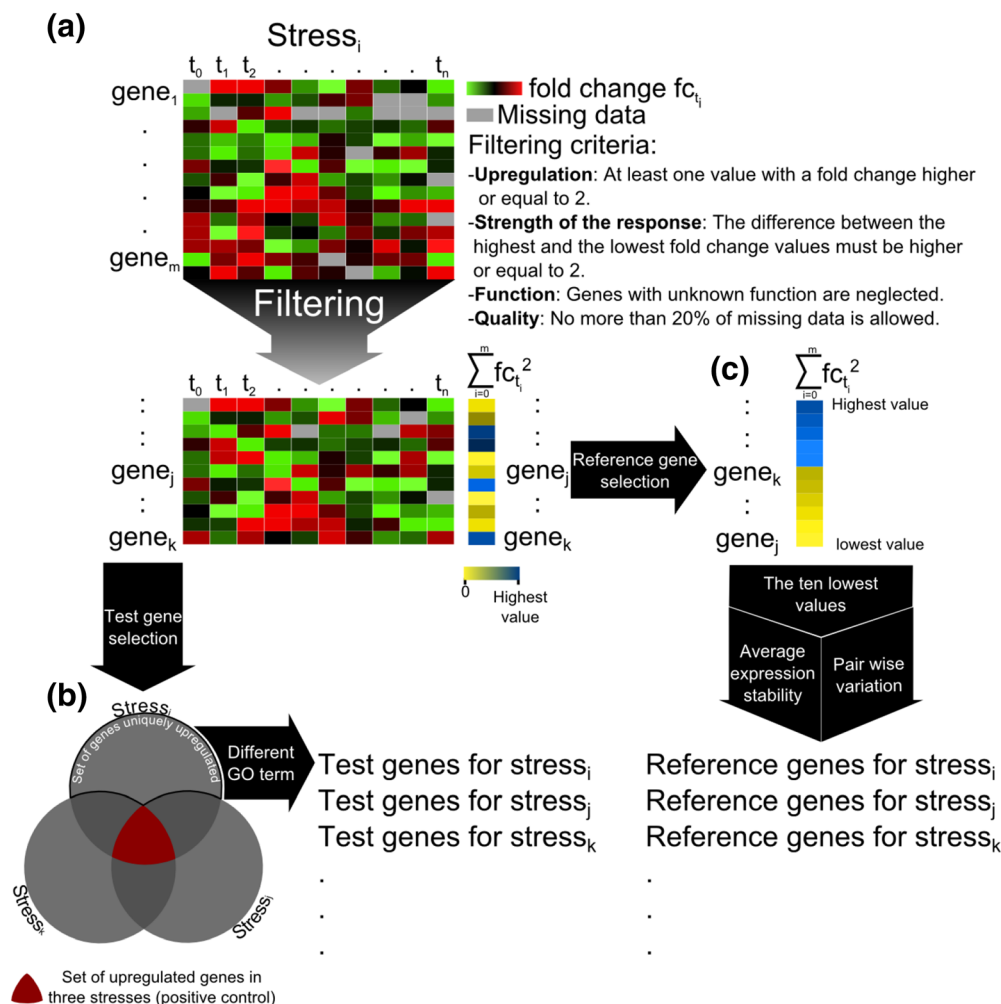 (a)
Stress_i
t_0 t_1 t_2 . . . . . . t_n
gene_1
.
.
.
gene_m
fold change fc_t_i
Missing data
Filtering criteria:
-Upregulation: At least one value with a fold change higher
or equal to 2.
-Strength of the response: The difference between the
highest and the lowest fold change values must be higher
or equal to 2.
-Function: Genes with unknown function are neglected.
-Quality: No more than 20% of missing data is allowed.
Filtering
t_0 t_1 t_2 . . . . . . t_n
m
∑ fc_t_i^2
i=0
:
gene_j
:
gene_k
:
gene_j
:
gene_k
0
Highest
value
Reference gene
selection
(c)
m
∑ fc_t_i^2
i=0
Highest value
:
gene_k
:
gene_j
lowest value
The ten lowest
values
Average
expression
stability
Pair wise
variation
Test gene
selection
(b)
Stress_i
Set of genes uniquely upregulated
Stress_k
Stress_j
Different
GO term
Test genes for stress_i
Test genes for stress_j
Test genes for stress_k
.
.
.
Reference genes for stress_i
Reference genes for stress_j
Reference genes for stress_k
.
.
.
Set of upregulated genes in
three stresses (positive control)